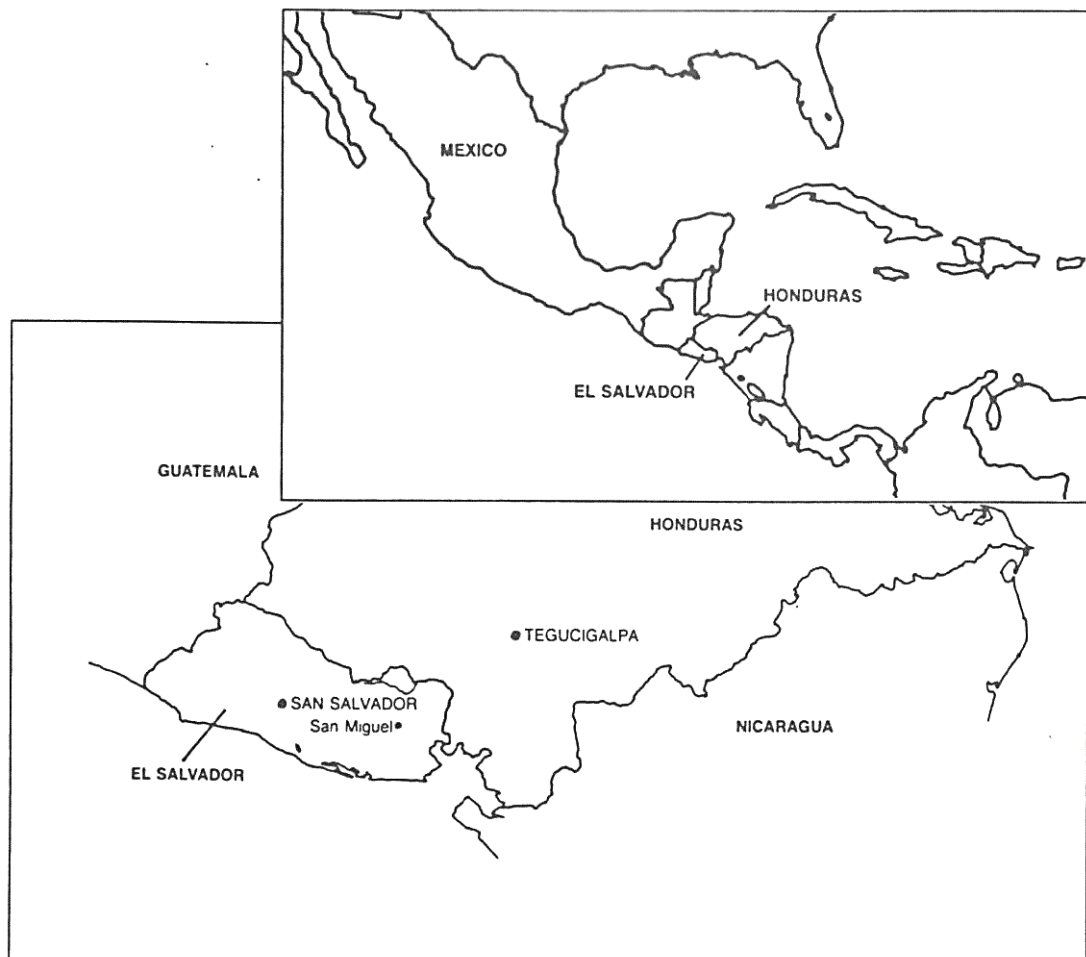 MEXICO
HONDURAS
EL SALVADOR
GUATEMALA
HONDURAS
TEGUCIGALPA
SAN SALVADOR
San Miguel
NICARAGUA
EL SALVADOR